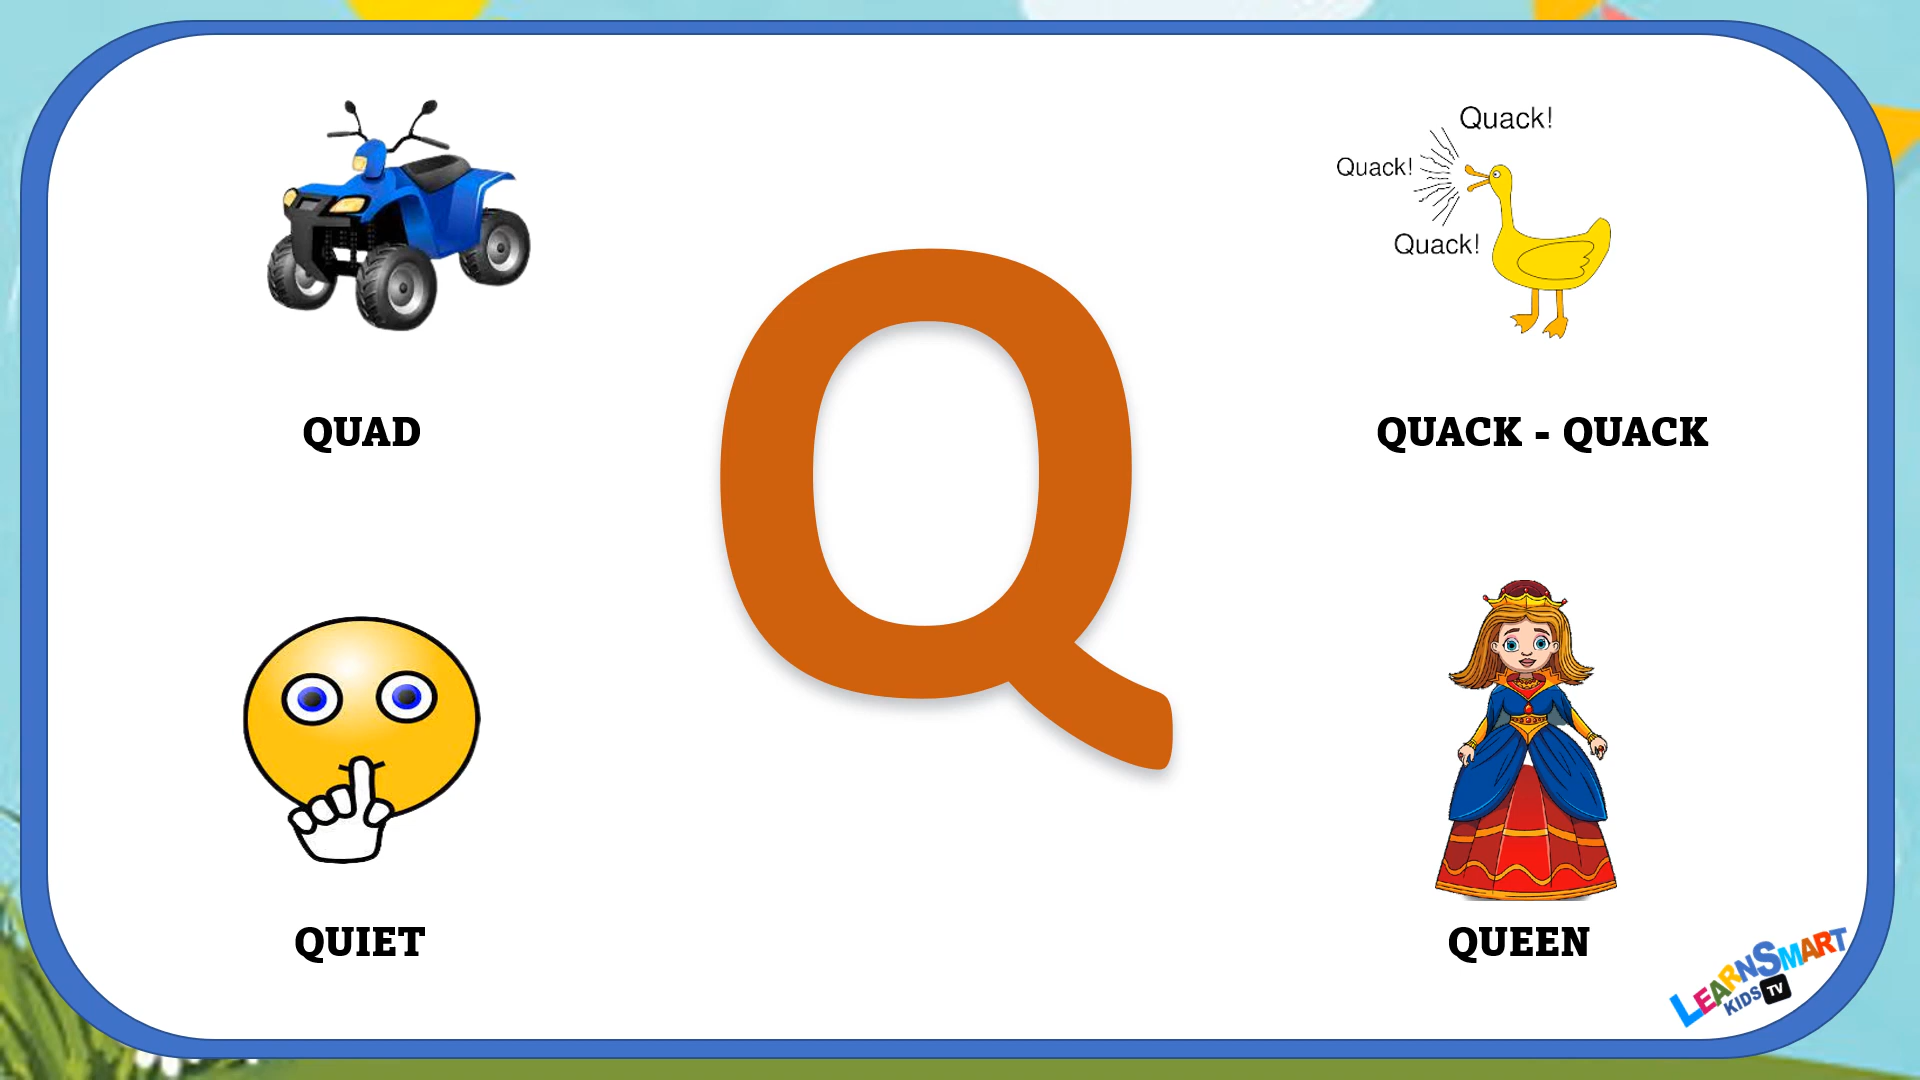 Quack!
Quack!
Quack!
Q
QUAD
QUACK - QUACK
QUIET
QUEEN
LEARNSMART
KIDS TV